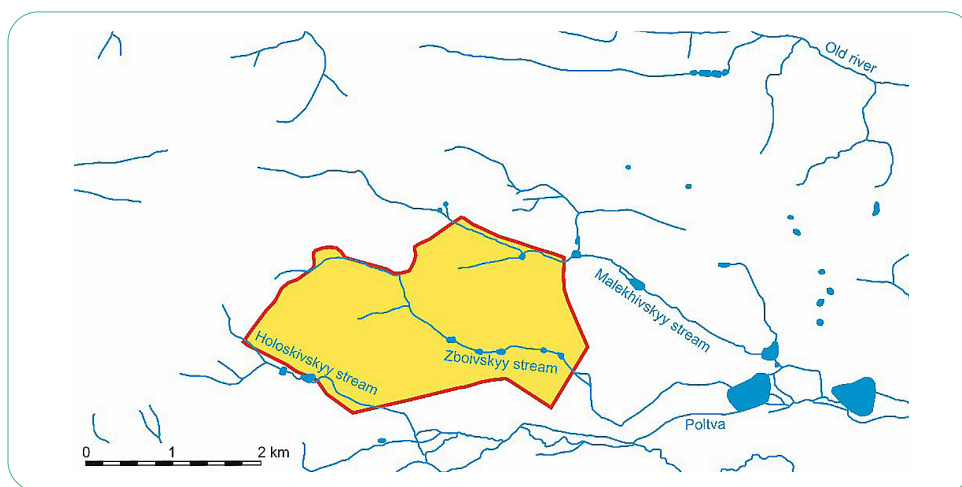 Old river
Malekhivskyy stream
Holoskivskyy stream
Zboivskyy stream
Poltva
0 1 2 km